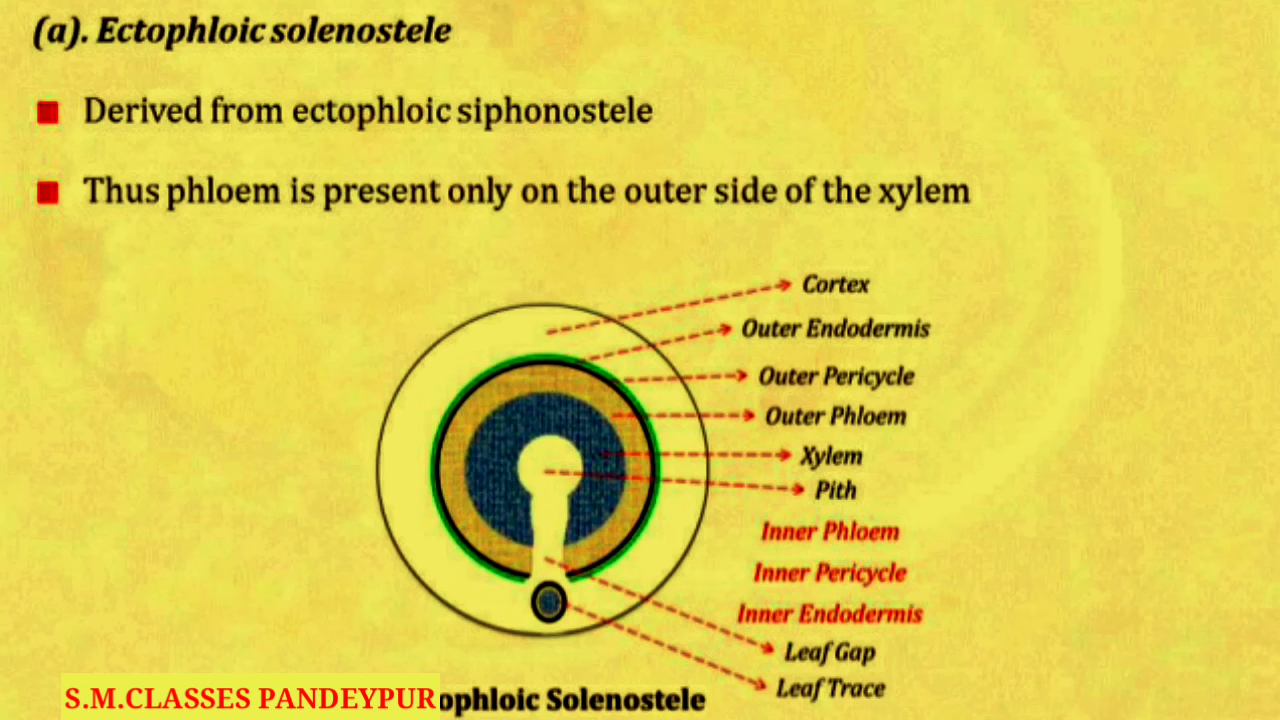 (a). Ectophloic solenostele
Derived from ectophloic siphonostele
Thus phloem is present only on the outer side of the xylem
Cortex
Outer Endodermis
Outer Pericycle
Outer Phloem
Xylem
Pith
Inner Phloem
Inner Pericycle
Inner Endodermis
Leaf Gap
Leaf Trace
S.M.CLASSES PANDEYPUR
ophloic Solenostele